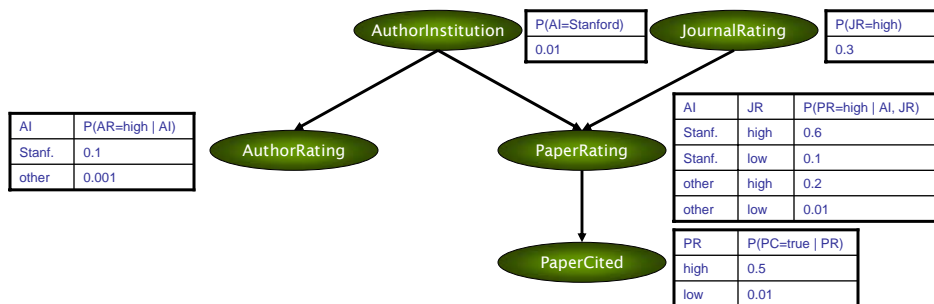 AuthorInstitution
P(AI=Stanford)
0.01
JournalRating
P(JR=high)
0.3
AI P(AR=high | AI)
Stanf. 0.1
other 0.001
AuthorRating
PaperRating
AI JR P(PR=high | AI, JR)
Stanf. high 0.6
Stanf. low 0.1
other high 0.2
other low 0.01
PaperCited
PR P(PC=true | PR)
high 0.5
low 0.01